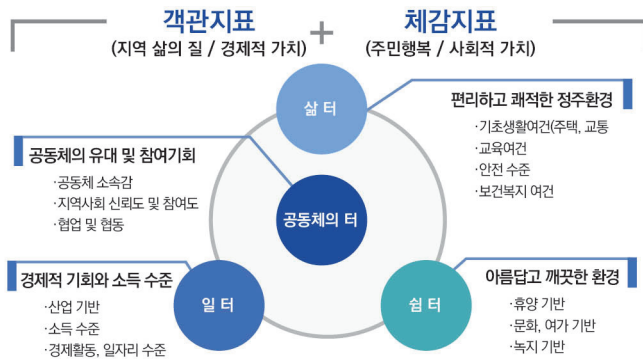 객관지표 + 체감지표
(지역 삶의 질 / 경제적 가치) (주민행복 / 사회적 가치)
삶 터
편리하고 쾌적한 정주환경
·기초생활여건(주택, 교통
·교육여건
·안전 수준
·보건복지 여건
공동체의 유대 및 참여기회
·공동체 소속감
·지역사회 신뢰도 및 참여도
·협업 및 협동
공동체의 터
경제적 기회와 소득 수준
·산업 기반
·소득 수준
·경제활동, 일자리 수준
일 터
쉼 터
아름답고 깨끗한 환경
·휴양 기반
·문화, 여가 기반
·녹지 기반